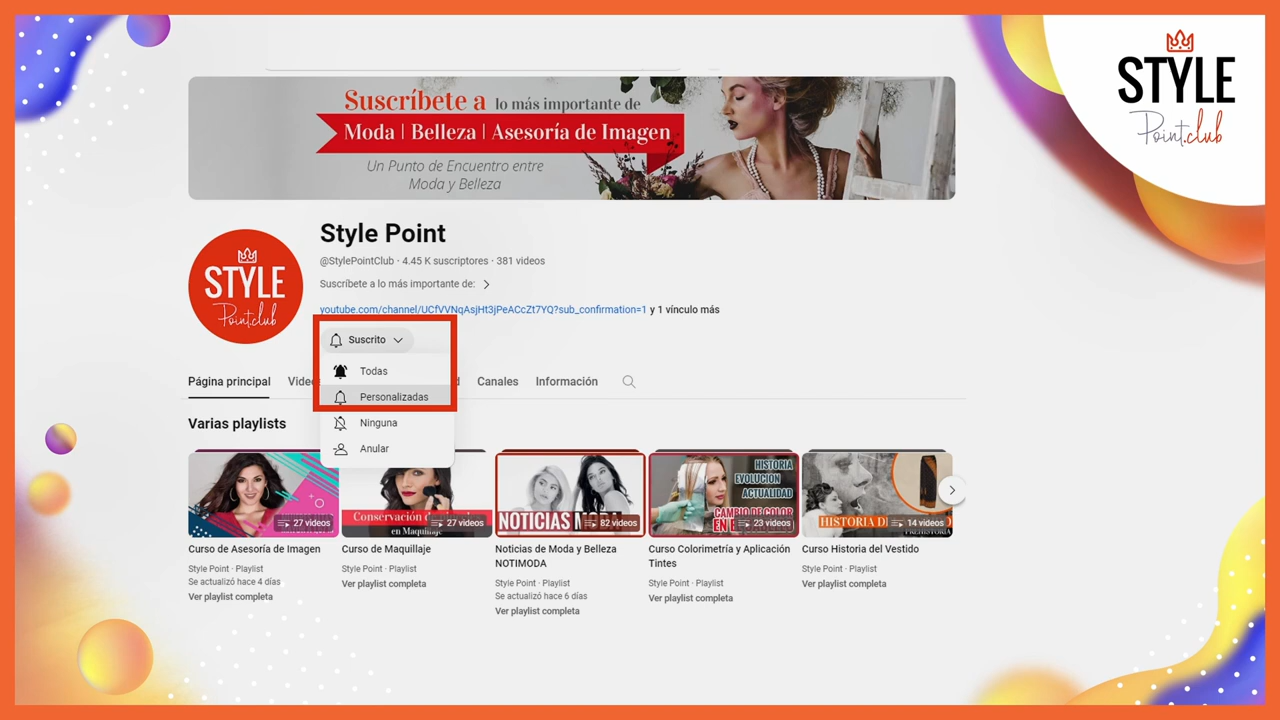 STYLE
Point.club
Suscríbete a lo más importante de
Moda | Belleza | Asesoría de Imagen
Un Punto de Encuentro entre
Moda y Belleza
STYLE
Point.club
Style Point
@StylePointClub · 4.45 K suscriptores · 381 videos
Suscríbete a lo más importante de:
youtube.com/channel/UCfVVNqAsjHt3jPeACcZt7YQ?sub_confirmation=1 y 1 vínculo más
Suscrito
Todas
Personalizadas
Ninguna
Anular
Página principal
Canales
Información
Varias playlists
27 videos
Conservación
en Maquillaje
27 videos
NOTICIAS
82 videos
HISTORIA
EVOLUCION
ACTUALIDAD
CAMBIO DE COLOR
23 videos
HISTORIA
PREHISTORIA
14 videos
Curso de Asesoría de Imagen
Style Point · Playlist
Se actualizó hace 4 días
Ver playlist completa
Curso de Maquillaje
Style Point · Playlist
Ver playlist completa
Noticias de Moda y Belleza
NOTIMODA
Style Point · Playlist
Se actualizó hace 6 días
Ver playlist completa
Curso Colorimetría y Aplicación
Tintes
Style Point · Playlist
Ver playlist completa
Curso Historia del Vestido
Style Point · Playlist
Ver playlist completa